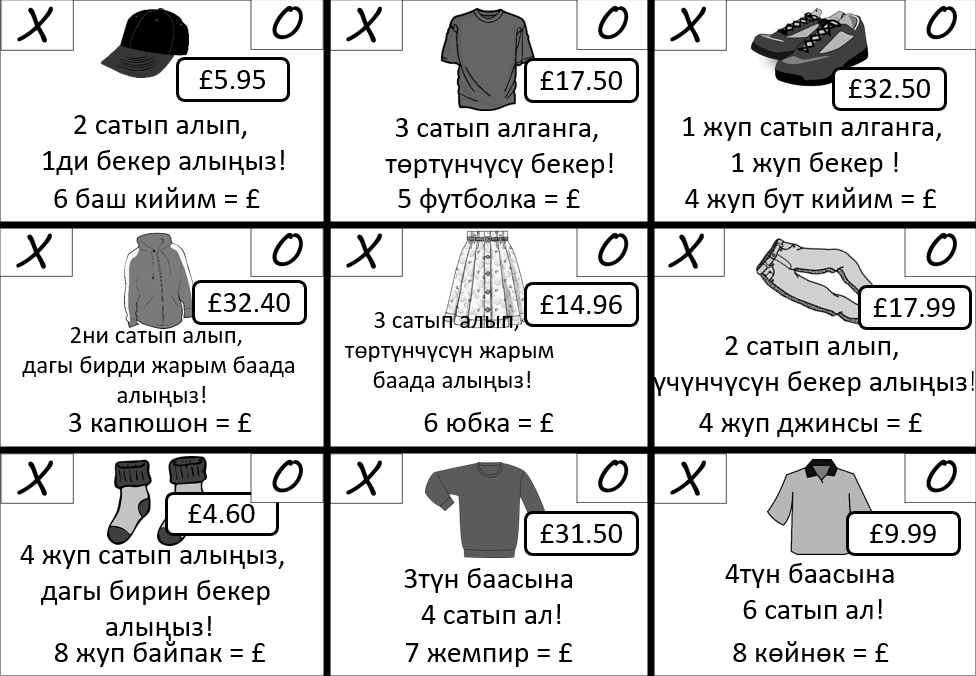 X O
£5.95
2 сатып алып,
1ди бекер алыңыз!
6 баш кийим = £
X O
£17.50
3 сатып алганга,
төртүнчүсү бекер!
5 футболка = £
X O
£32.50
1 жуп сатып алганга,
1 жуп бекер !
4 жуп бут кийим = £
X O
£32.40
2ни сатып алып,
дагы бирди жарым баада
алыңыз!
3 капюшон = £
X O
£14.96
3 сатып алып,
төртүнчүсүн жарым
баада алыңыз!
6 юбка = £
X O
£17.99
2 сатып алып,
үчүнчүсүн бекер алыңыз!
4 жуп джинсы = £
X O
£4.60
4 жуп сатып алыңыз,
дагы бирин бекер
алыңыз!
8 жуп байпак = £
X O
£31.50
3түн баасына
4 сатып ал!
7 жемпир = £
X O
£9.99
4түн баасына
6 сатып ал!
8 көйнөк = £